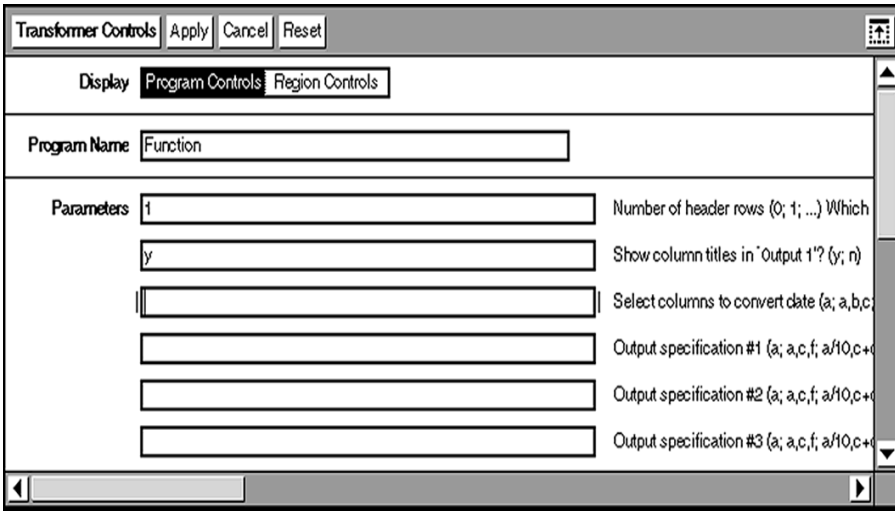 Transformer Controls Apply Cancel Reset
Display Program Controls Region Controls
Program Name Function
Parameters 1 Number of header rows (0; 1; ...) Which
y Show column titles in `Output 1'? (y; n)
Select columns to convert date (a; a,b,c;
Output specification #1 (a; a,c,f; a/10,c+
Output specification #2 (a; a,c,f; a/10,c+
Output specification #3 (a; a,c,f; a/10,c+